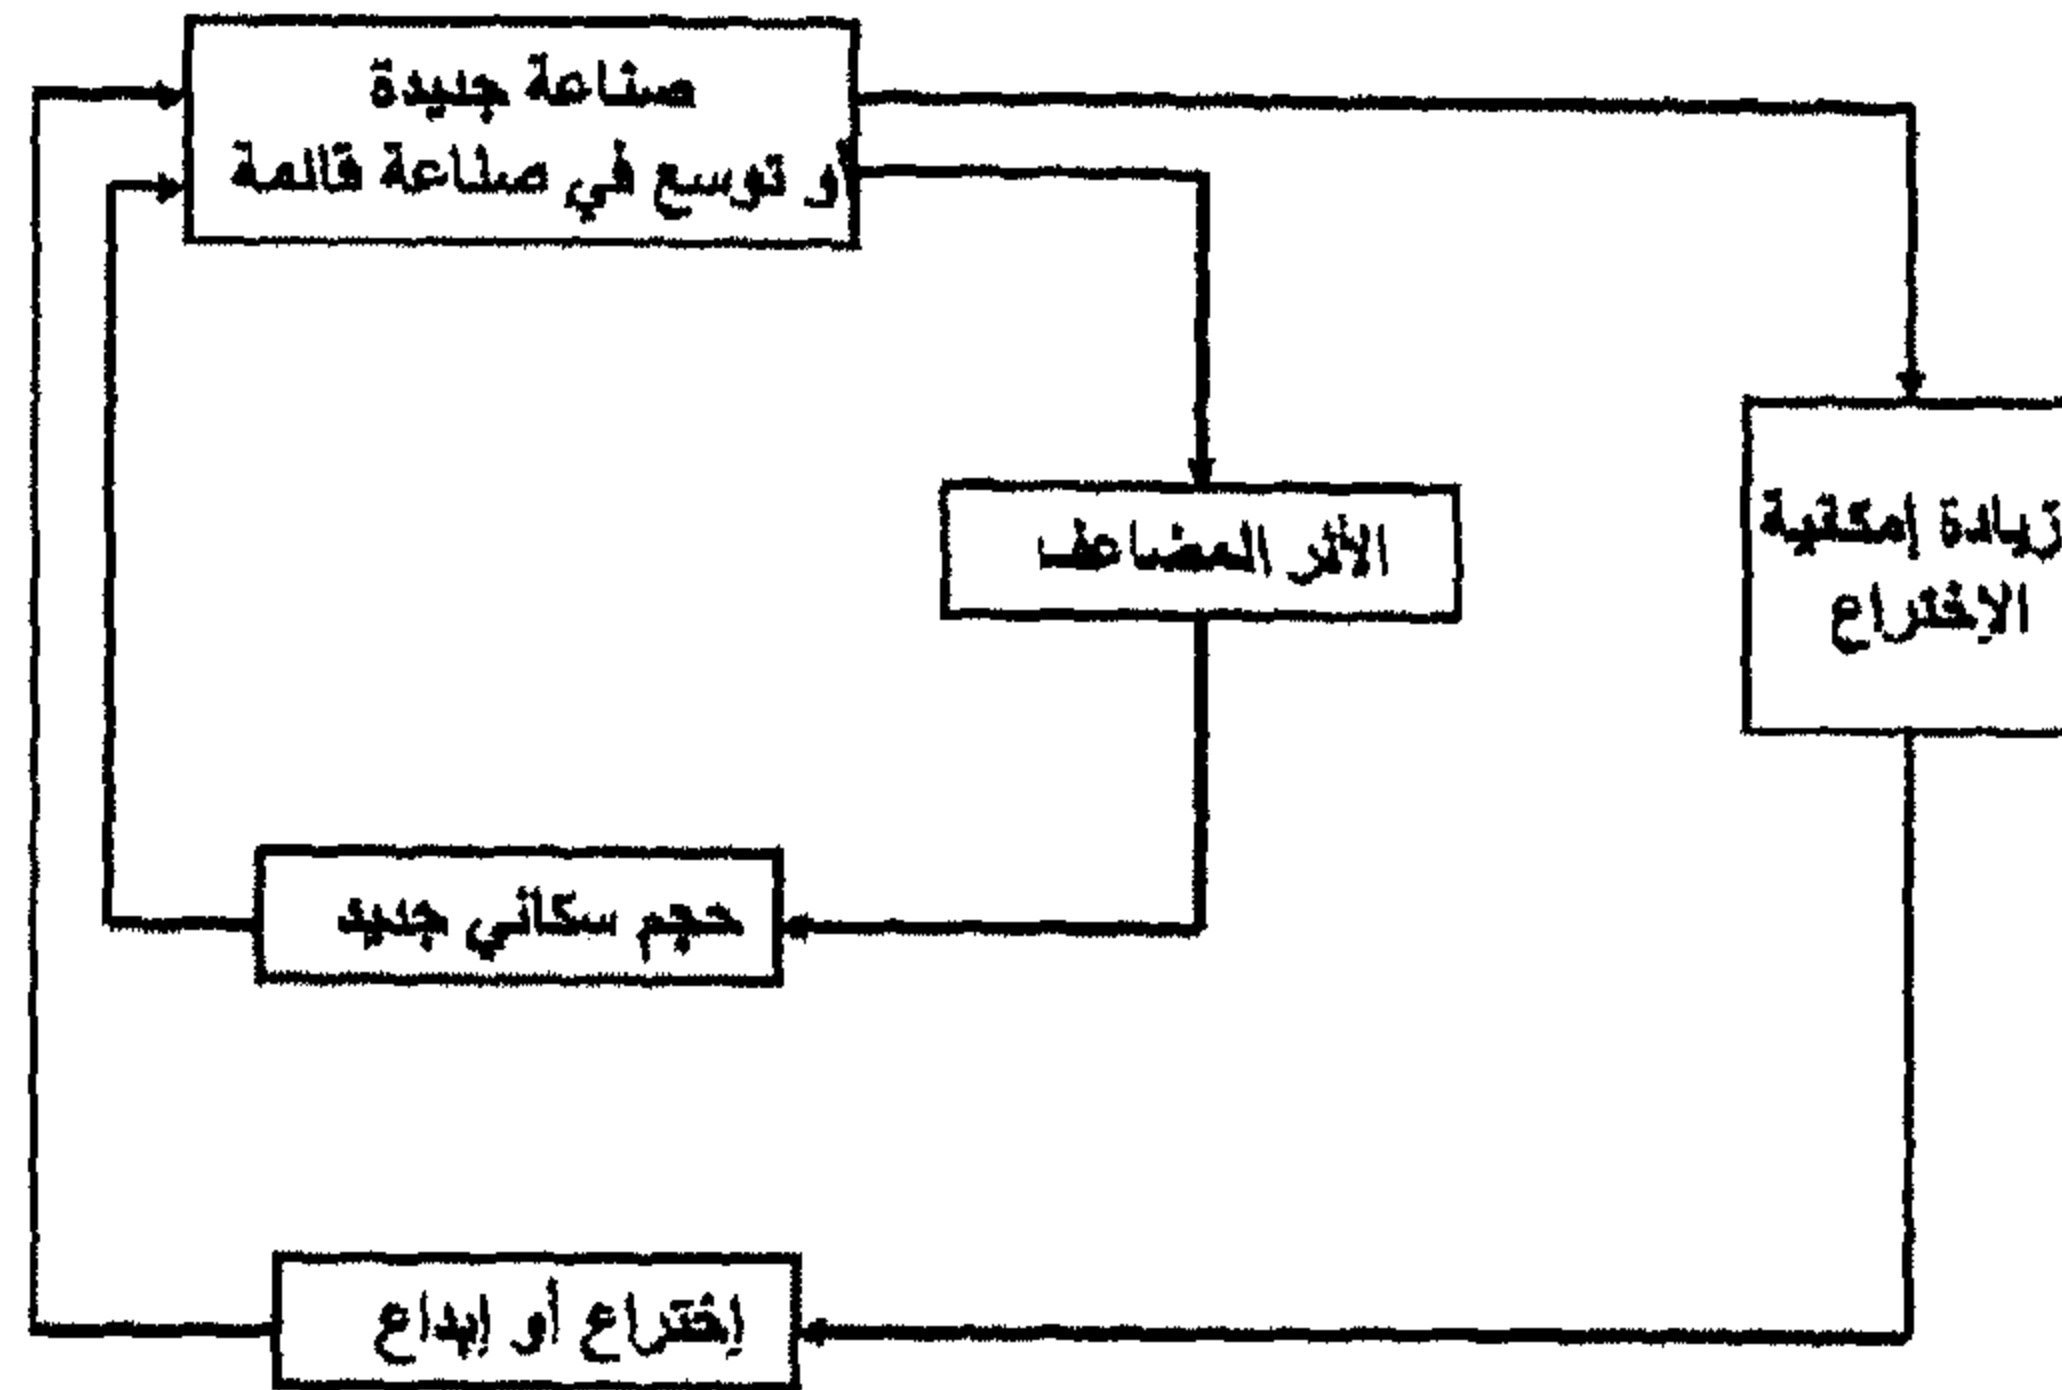 صناعة جديدة
أو توسع في صناعة قائمة
الأثر المضاعف
زيادة إمكانية
الإختراع
حجم سكاني جديد
إختراع أو إبداع